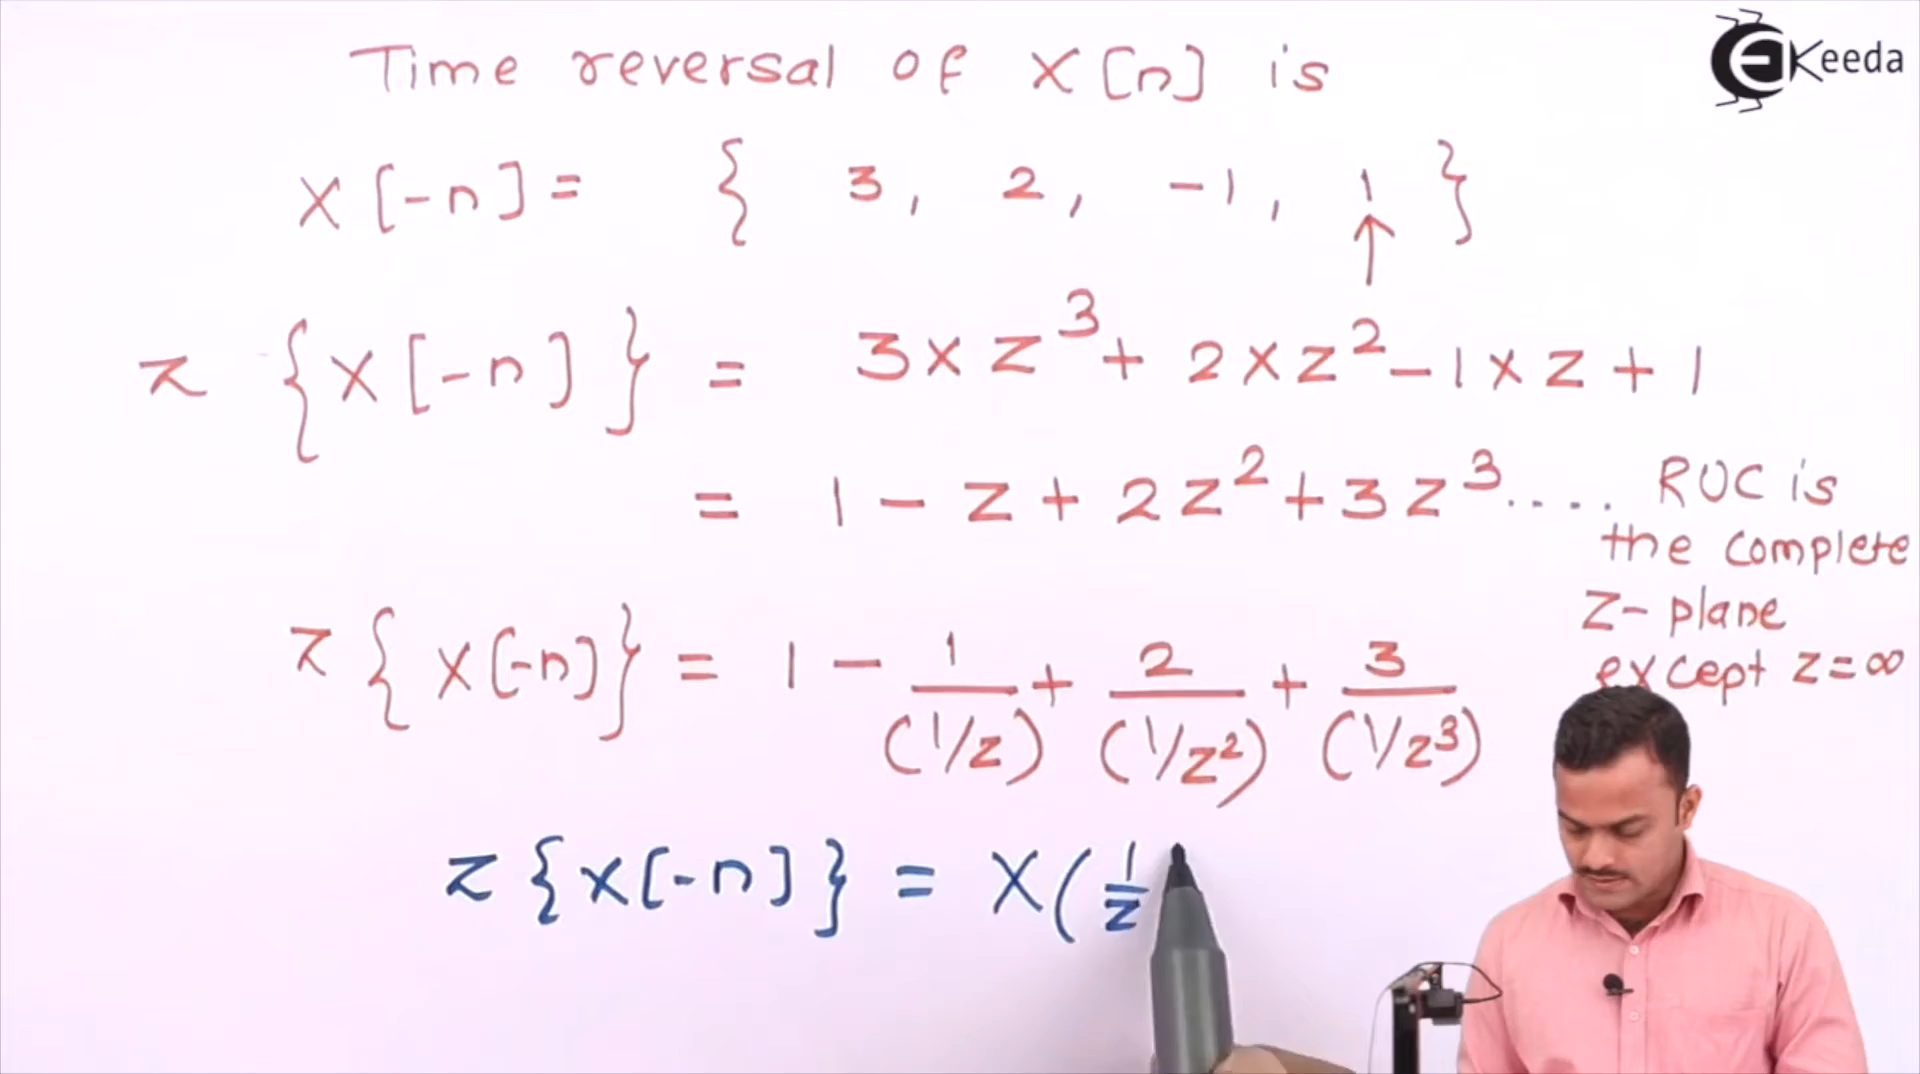 Time reversal of x[n] is
EKeeda
x[-n] = { 3, 2, -1, 1 }
↑
z {x[-n]} = 3 x z³ + 2 x z² - 1 x z + 1
= 1 - z + 2z² + 3z³ .... ROC is
the complete
z-plane
except z = ∞
z {x[-n]} = 1 - 1/(1/z) + 2/(1/z²) + 3/(1/z³)
z {x[-n]} = X(1/z